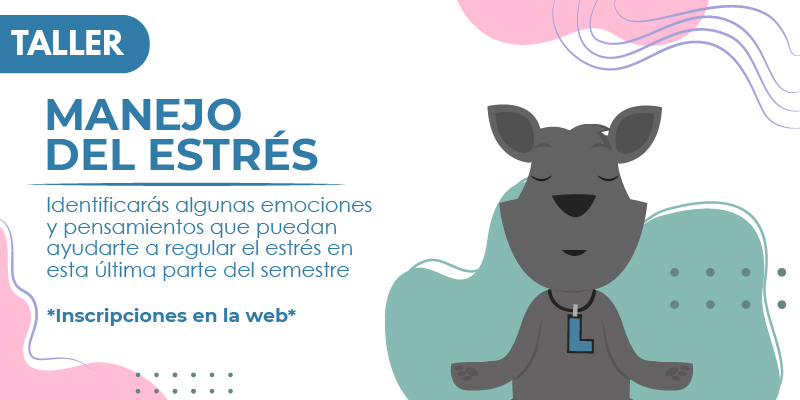 TALLER
MANEJO
DEL ESTRÉS
Identificarás algunas emociones
y pensamientos que puedan
ayudarte a regular el estrés en
esta última parte del semestre
*Inscripciones en la web*
L